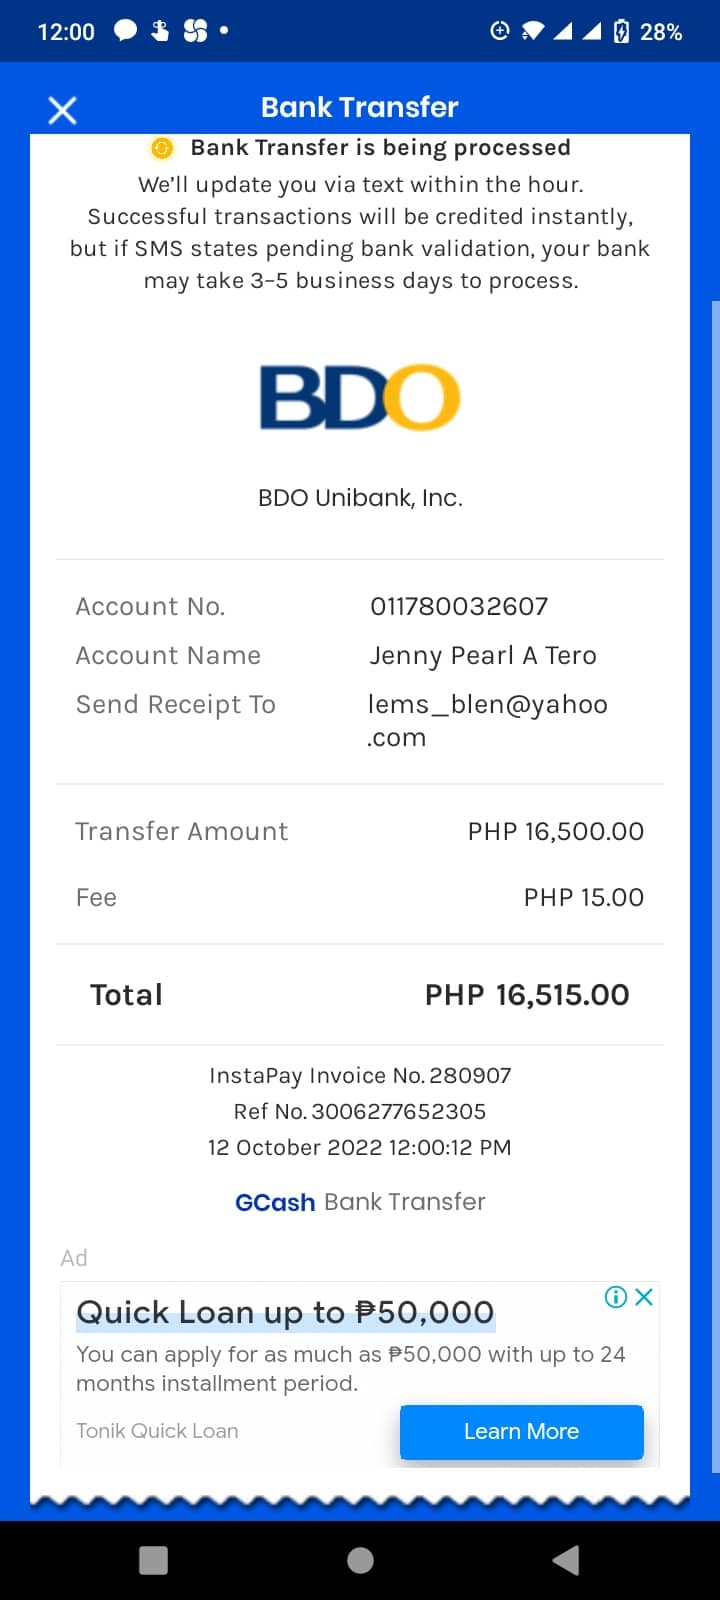 12:00
28%
Bank Transfer
Bank Transfer is being processed
We'll update you via text within the hour.
Successful transactions will be credited instantly,
but if SMS states pending bank validation, your bank
may take 3-5 business days to process.
BDO
BDO Unibank, Inc.
Account No. 011780032607
Account Name Jenny Pearl A Tero
Send Receipt To lems_blen@yahoo
.com
Transfer Amount PHP 16,500.00
Fee PHP 15.00
Total PHP 16,515.00
InstaPay Invoice No. 280907
Ref No. 3006277652305
12 October 2022 12:00:12 PM
GCash Bank Transfer
Ad
Quick Loan up to ₱50,000
You can apply for as much as ₱50,000 with up to 24
months installment period.
Tonik Quick Loan
Learn More